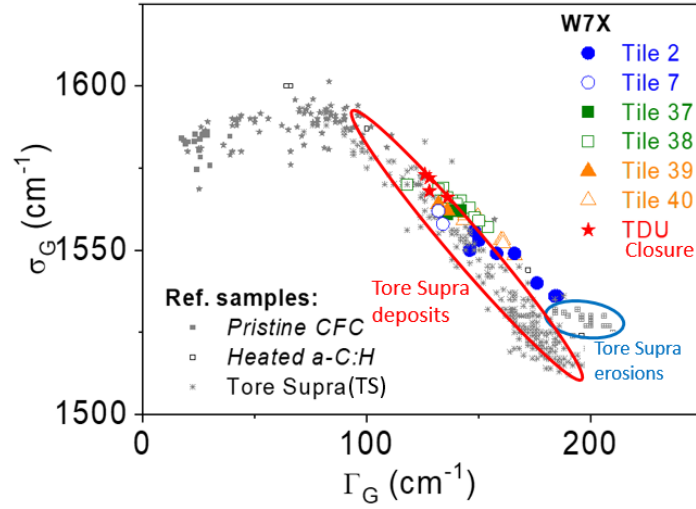 W7X
1600
Tile 2
Tile 7
Tile 37
Tile 38
Tile 39
Tile 40
TDU
Closure
σG (cm-1)
1550
Tore Supra
deposits
Ref. samples:
Pristine CFC
Heated a-C:H
Tore Supra(TS)
Tore Supra
erosions
1500
0 100 200
ΓG (cm-1)